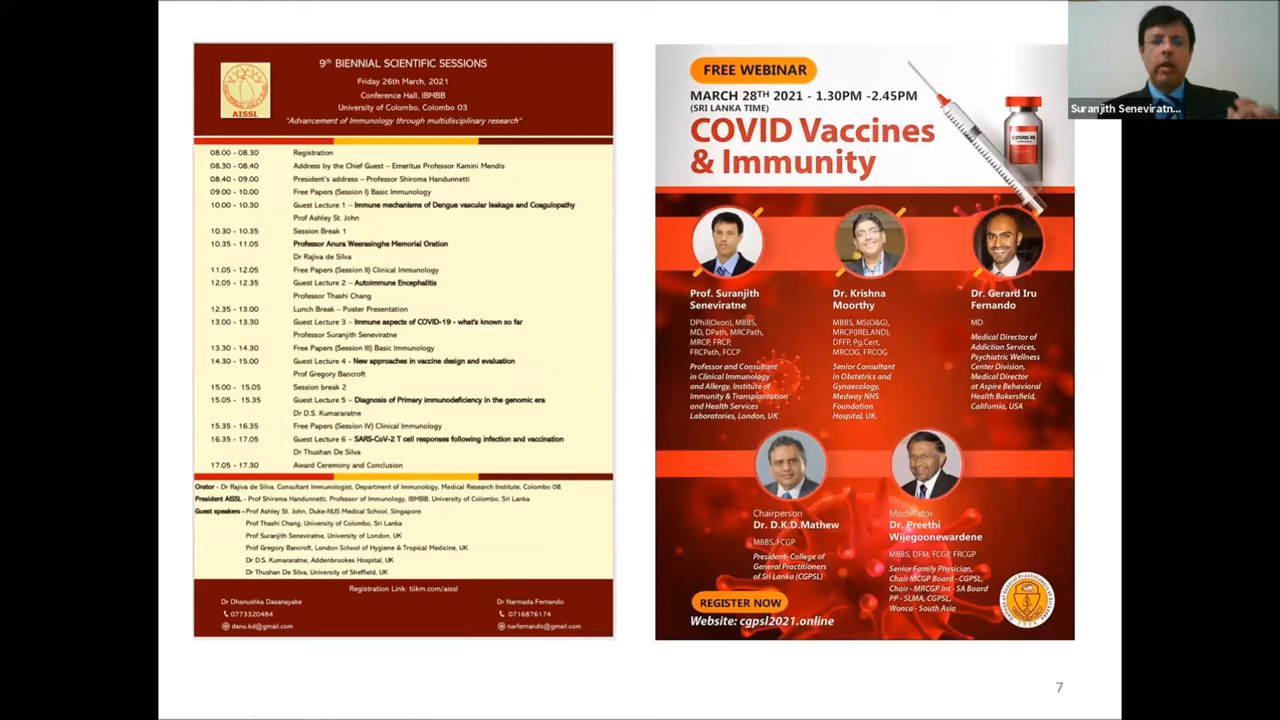 9th BIENNIAL SCIENTIFIC SESSIONS
Friday 26th March, 2021
Conference Hall, IBMBB
University of Colombo, Colombo 03
"Advancement of Immunology through multidisciplinary research"
AISSL
08.00 - 08.30 Registration
08.30 - 08.40 Address by the Chief Guest – Emeritus Professor Kamini Mendis
08.40 - 09.00 President's address – Professor Shiroma Handunnetti
09.00 - 10.00 Free Papers (Session I) Basic Immunology
10.00 - 10.30 Guest Lecture 1 – Immune mechanisms of Dengue vascular leakage and Coagulopathy
Prof Ashley St. John
10.30 - 10.35 Session Break 1
10.35 - 11.05 Professor Anura Weerasinghe Memorial Oration
Dr Rajiva de Silva
11.05 - 12.05 Free Papers (Session II) Clinical Immunology
12.05 - 12.35 Guest Lecture 2 – Autoimmune Encephalitis
Professor Thashi Chang
12.35 - 13.00 Lunch Break – Poster Presentation
13.00 - 13.30 Guest Lecture 3 – Immune aspects of COVID-19 - what's known so far
Professor Suranjith Seneviratne
13.30 - 14.30 Free Papers (Session III) Basic Immunology
14.30 - 15.00 Guest Lecture 4 - New approaches in vaccine design and evaluation
Prof Gregory Bancroft
15.00 - 15.05 Session break 2
15.05 - 15.35 Guest Lecture 5 – Diagnosis of Primary immunodeficiency in the genomic era
Dr D.S. Kumararatne
15.35 - 16.35 Free Papers (Session IV) Clinical Immunology
16.35 - 17.05 Guest Lecture 6 – SARS-CoV-2 T cell responses following infection and vaccination
Dr Thushan De Silva
17.05 - 17.30 Award Ceremony and Conclusion
Orator - Dr Rajiva de Silva, Consultant Immunologist, Department of Immunology, Medical Research Institute, Colombo 08
President AISSL - Prof Shiroma Handunnetti, Professor of Immunology, IBMBB, University of Colombo, Sri Lanka
Guest speakers - Prof Ashley St. John, Duke-NUS Medical School, Singapore
Prof Thashi Chang, University of Colombo, Sri Lanka
Prof Suranjith Seneviratne, University of London, UK
Prof Gregory Bancroft, London School of Hygiene & Tropical Medicine, UK
Dr D.S. Kumararatne, Addenbrookes Hospital, UK
Dr Thushan De Silva, University of Sheffield, UK
Registration Link: tiikm.com/aissl
Dr Dhanushka Dasanayake
0773320484
danu.kd@gmail.com
Dr Narmada Fernando
0716876174
narfernando@gmail.com
FREE WEBINAR
MARCH 28TH 2021 - 1.30PM -2.45PM
(SRI LANKA TIME)
COVID Vaccines
& Immunity
COVID-19
Prof. Suranjith
Seneviratne
DPhil(Oxon), MBBS,
MD, DPath, MRCPath,
MRCP, FRCP,
FRCPath, FCCP
Professor and Consultant
in Clinical Immunology
and Allergy, Institute of
Immunity & Transplantation
and Health Services
Laboratories, London, UK
Dr. Krishna
Moorthy
MBBS, MS(O&G),
MRCP(IRELAND),
DFFP, Pg.Cert,
MRCOG, FRCOG
Senior Consultant
in Obstetrics and
Gynaecology,
Medway NHS
Foundation
Hospital, UK.
Dr. Gerard Iru
Fernando
MD
Medical Director of
Addiction Services,
Psychiatric Wellness
Center Division,
Medical Director
at Aspire Behavioral
Health Bakersfield,
California, USA
Chairperson
Dr. D.K.D.Mathew
MBBS, FCGP
President- College of
General Practitioners
of Sri Lanka (CGPSL)
Moderator
Dr. Preethi
Wijegoonewardene
MBBS, DFM, FCGP, FRCGP
Senior Family Physician,
Chair MCGP Board - CGPSL,
Chair - MRCGP Int - SA Board
PP - SLMA, CGPSL,
Wonca - South Asia
REGISTER NOW
Website: cgpsl2021.online
7
Suranjith Seneviratn...